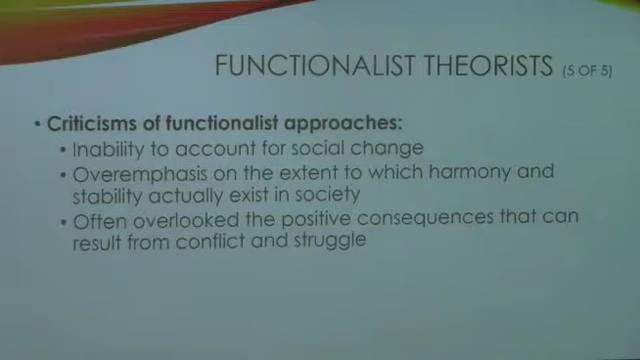 FUNCTIONALIST THEORISTS (5 OF 5)
• Criticisms of functionalist approaches:
• Inability to account for social change
• Overemphasis on the extent to which harmony and
stability actually exist in society
• Often overlooked the positive consequences that can
result from conflict and struggle